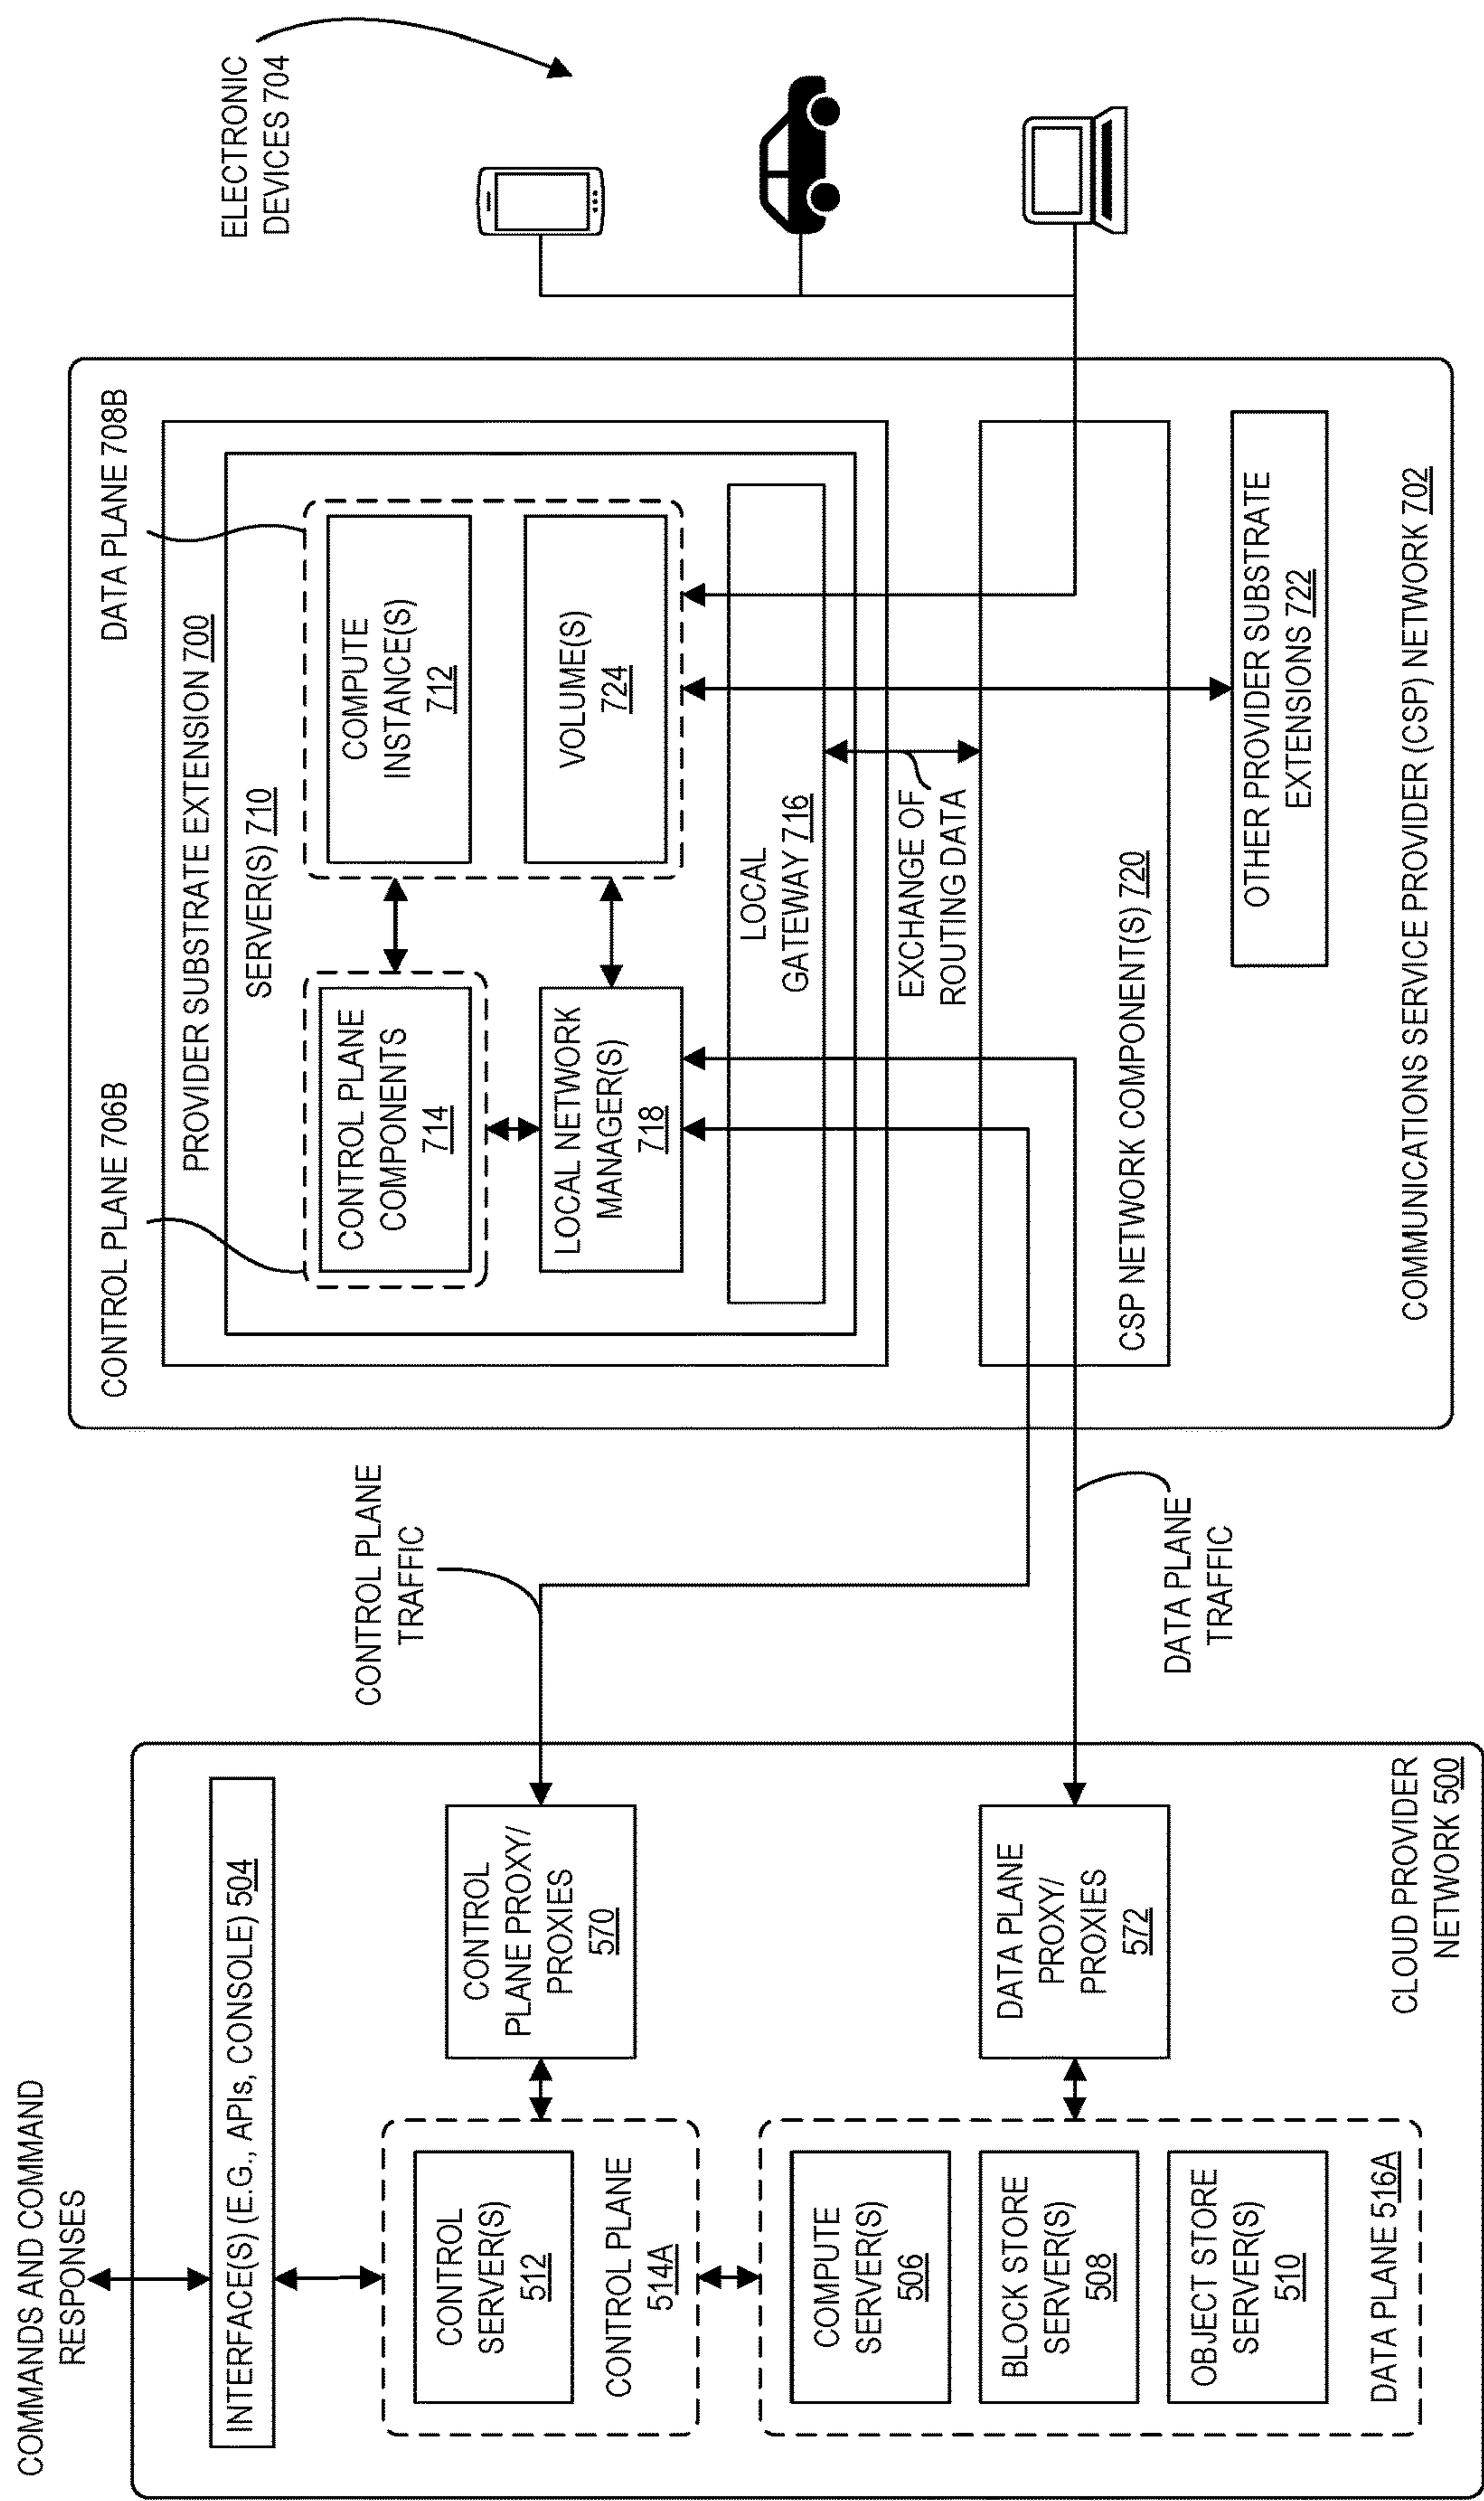 COMMANDS AND COMMAND
RESPONSES
INTERFACE(S) (E.G., APIs, CONSOLE) 504
CONTROL
SERVER(S)
512
CONTROL PLANE
514A
COMPUTE
SERVER(S)
506
BLOCK STORE
SERVER(S)
508
OBJECT STORE
SERVER(S)
510
DATA PLANE 516A
CONTROL
PLANE PROXY/
PROXIES
570
DATA PLANE
PROXY/
PROXIES
572
CLOUD PROVIDER
NETWORK 500
CONTROL PLANE
TRAFFIC
DATA PLANE
TRAFFIC
CONTROL PLANE 706B
DATA PLANE 708B
PROVIDER SUBSTRATE EXTENSION 700
SERVER(S) 710
CONTROL PLANE
COMPONENTS
714
COMPUTE
INSTANCE(S)
712
LOCAL NETWORK
MANAGER(S)
718
VOLUME(S)
724
LOCAL
GATEWAY 716
EXCHANGE OF
ROUTING DATA
CSP NETWORK COMPONENT(S) 720
OTHER PROVIDER SUBSTRATE
EXTENSIONS 722
COMMUNICATIONS SERVICE PROVIDER (CSP) NETWORK 702
ELECTRONIC
DEVICES 704